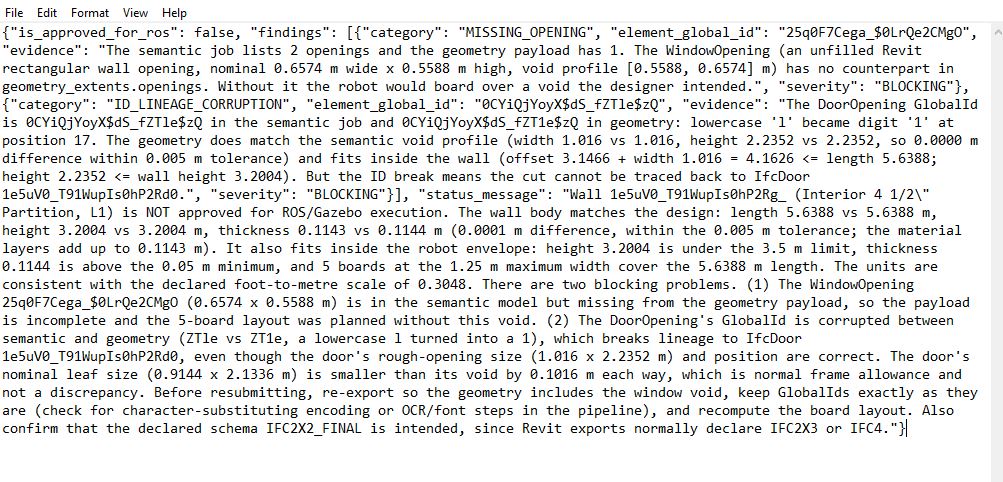 File Edit Format View Help
{"is_approved_for_ros": false, "findings": [{"category": "MISSING_OPENING", "element_global_id": "25q0F7Cega_$0LrQe2CMgO",
"evidence": "The semantic job lists 2 openings and the geometry payload has 1. The WindowOpening (an unfilled Revit
rectangular wall opening, nominal 0.6574 m wide x 0.5588 m high, void profile [0.5588, 0.6574] m) has no counterpart in
geometry_extents.openings. Without it the robot would board over a void the designer intended.", "severity": "BLOCKING"},
{"category": "ID_LINEAGE_CORRUPTION", "element_global_id": "0CYiQjYoyX$dS_fZTle$zQ", "evidence": "The DoorOpening GlobalId
is 0CYiQjYoyX$dS_fZTle$zQ in the semantic job and 0CYiQjYoyX$dS_fZT1e$zQ in geometry: lowercase 'l' became digit '1' at
position 17. The geometry does match the semantic void profile (width 1.016 vs 1.016, height 2.2352 vs 2.2352, so 0.0000 m
difference within 0.005 m tolerance) and fits inside the wall (offset 3.1466 + width 1.016 = 4.1626 <= length 5.6388;
height 2.2352 <= wall height 3.2004). But the ID break means the cut cannot be traced back to IfcDoor
1e5uV0_T91WupIs0hP2Rd0.", "severity": "BLOCKING"}], "status_message": "Wall 1e5uV0_T91WupIs0hP2Rg_ (Interior 4 1/2\"
Partition, L1) is NOT approved for ROS/Gazebo execution. The wall body matches the design: length 5.6388 vs 5.6388 m,
height 3.2004 vs 3.2004 m, thickness 0.1143 vs 0.1144 m (0.0001 m difference, within the 0.005 m tolerance; the material
layers add up to 0.1143 m). It also fits inside the robot envelope: height 3.2004 is under the 3.5 m limit, thickness
0.1144 is above the 0.05 m minimum, and 5 boards at the 1.25 m maximum width cover the 5.6388 m length. The units are
consistent with the declared foot-to-metre scale of 0.3048. There are two blocking problems. (1) The WindowOpening
25q0F7Cega_$0LrQe2CMgO (0.6574 x 0.5588 m) is in the semantic model but missing from the geometry payload, so the payload
is incomplete and the 5-board layout was planned without this void. (2) The DoorOpening's GlobalId is corrupted between
semantic and geometry (ZTle vs ZT1e, a lowercase l turned into a 1), which breaks lineage to IfcDoor
1e5uV0_T91WupIs0hP2Rd0, even though the door's rough-opening size (1.016 x 2.2352 m) and position are correct. The door's
nominal leaf size (0.9144 x 2.1336 m) is smaller than its void by 0.1016 m each way, which is normal frame allowance and
not a discrepancy. Before resubmitting, re-export so the geometry includes the window void, keep GlobalIds exactly as they
are (check for character-substituting encoding or OCR/font steps in the pipeline), and recompute the board layout. Also
confirm that the declared schema IFC2X2_FINAL is intended, since Revit exports normally declare IFC2X3 or IFC4."}